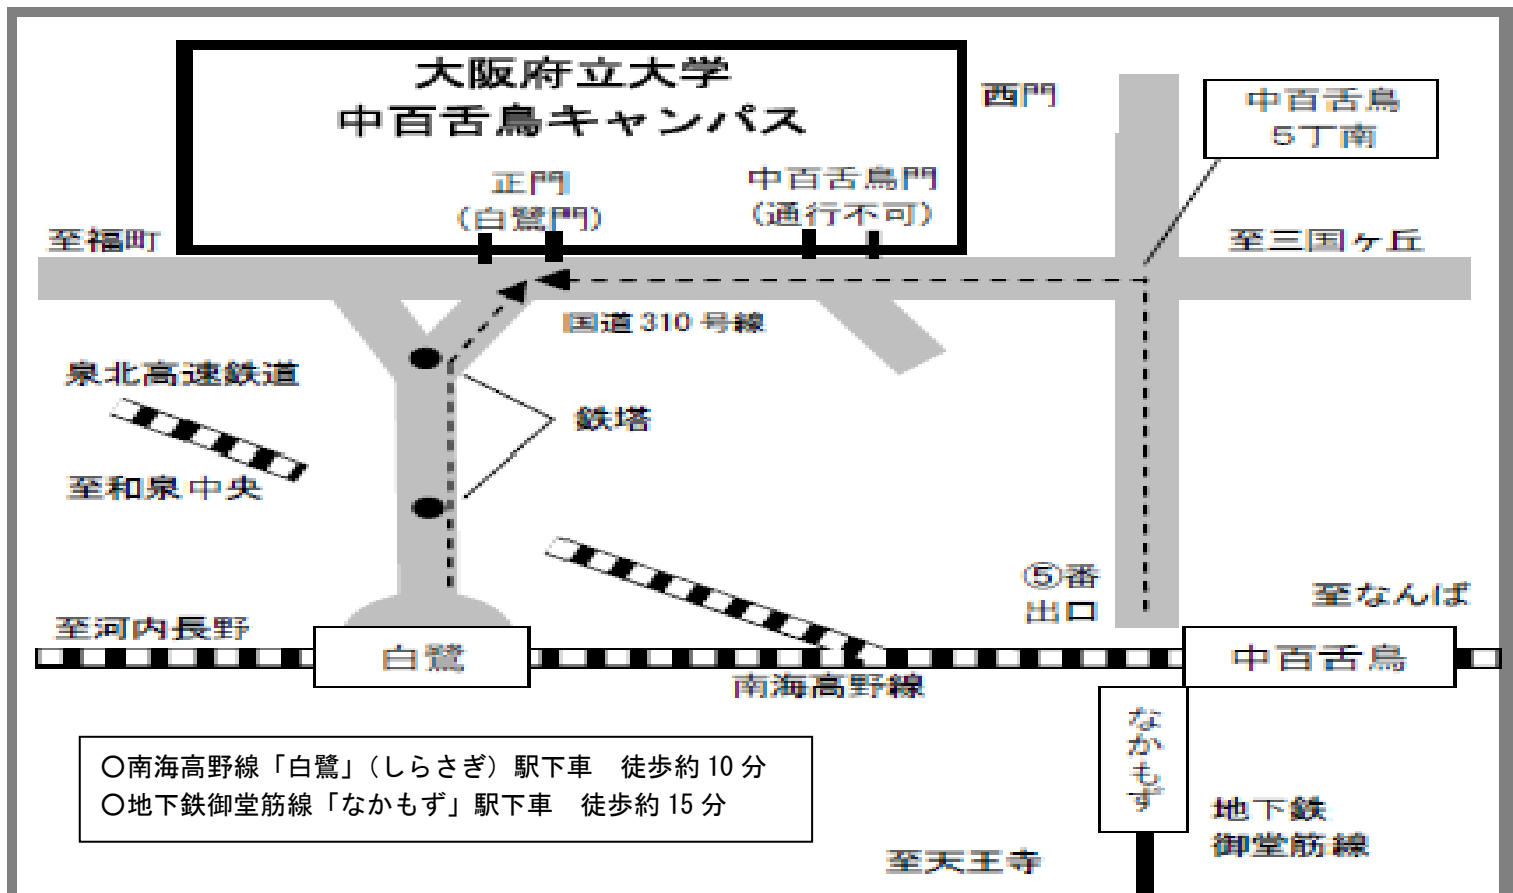 大阪府立大学
中百舌鳥キャンパス
西門
中百舌鳥
5丁南
正門
(白鷺門)
中百舌鳥門
(通行不可)
至福町
至三国ヶ丘
国道310号線
泉北高速鉄道
鉄塔
至和泉中央
⑤番
出口
至なんば
至河内長野
白鷺
中百舌鳥
南海高野線
なかもず
○南海高野線「白鷺」(しらさぎ)駅下車 徒歩約10分
○地下鉄御堂筋線「なかもず」駅下車 徒歩約15分
地下鉄
御堂筋線
至天王寺